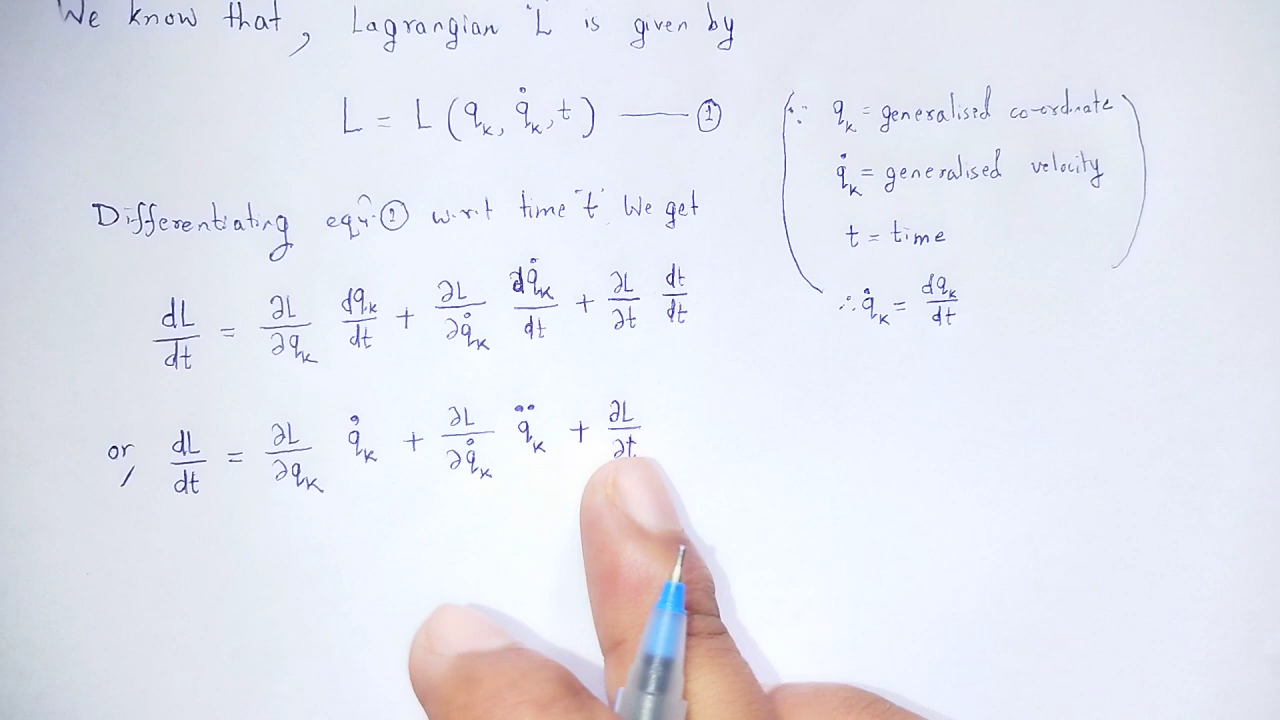 We know that, Lagrangian 'L' is given by
L = L (qₖ, q̇ₖ, t) —— ①
(∵ qₖ = generalised co-ordinate
q̇ₖ = generalised velocity
t = time)
∴ q̇ₖ = dqₖ/dt
Differentiating eqⁿ. ① w.r.t time 't' We get
dL/dt = ∂L/∂qₖ dqₖ/dt + ∂L/∂q̇ₖ dq̇ₖ/dt + ∂L/∂t dt/dt
or, dL/dt = ∂L/∂qₖ q̇ₖ + ∂L/∂q̇ₖ q̈ₖ + ∂L/∂t